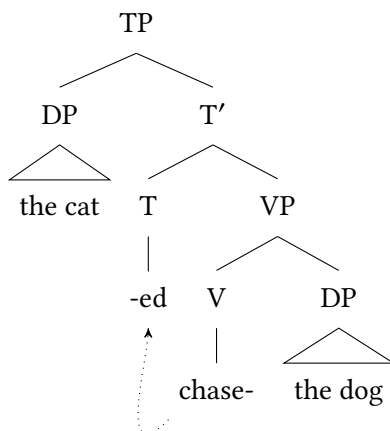 TP
DP T′
the cat T VP
-ed V DP
chase- the dog